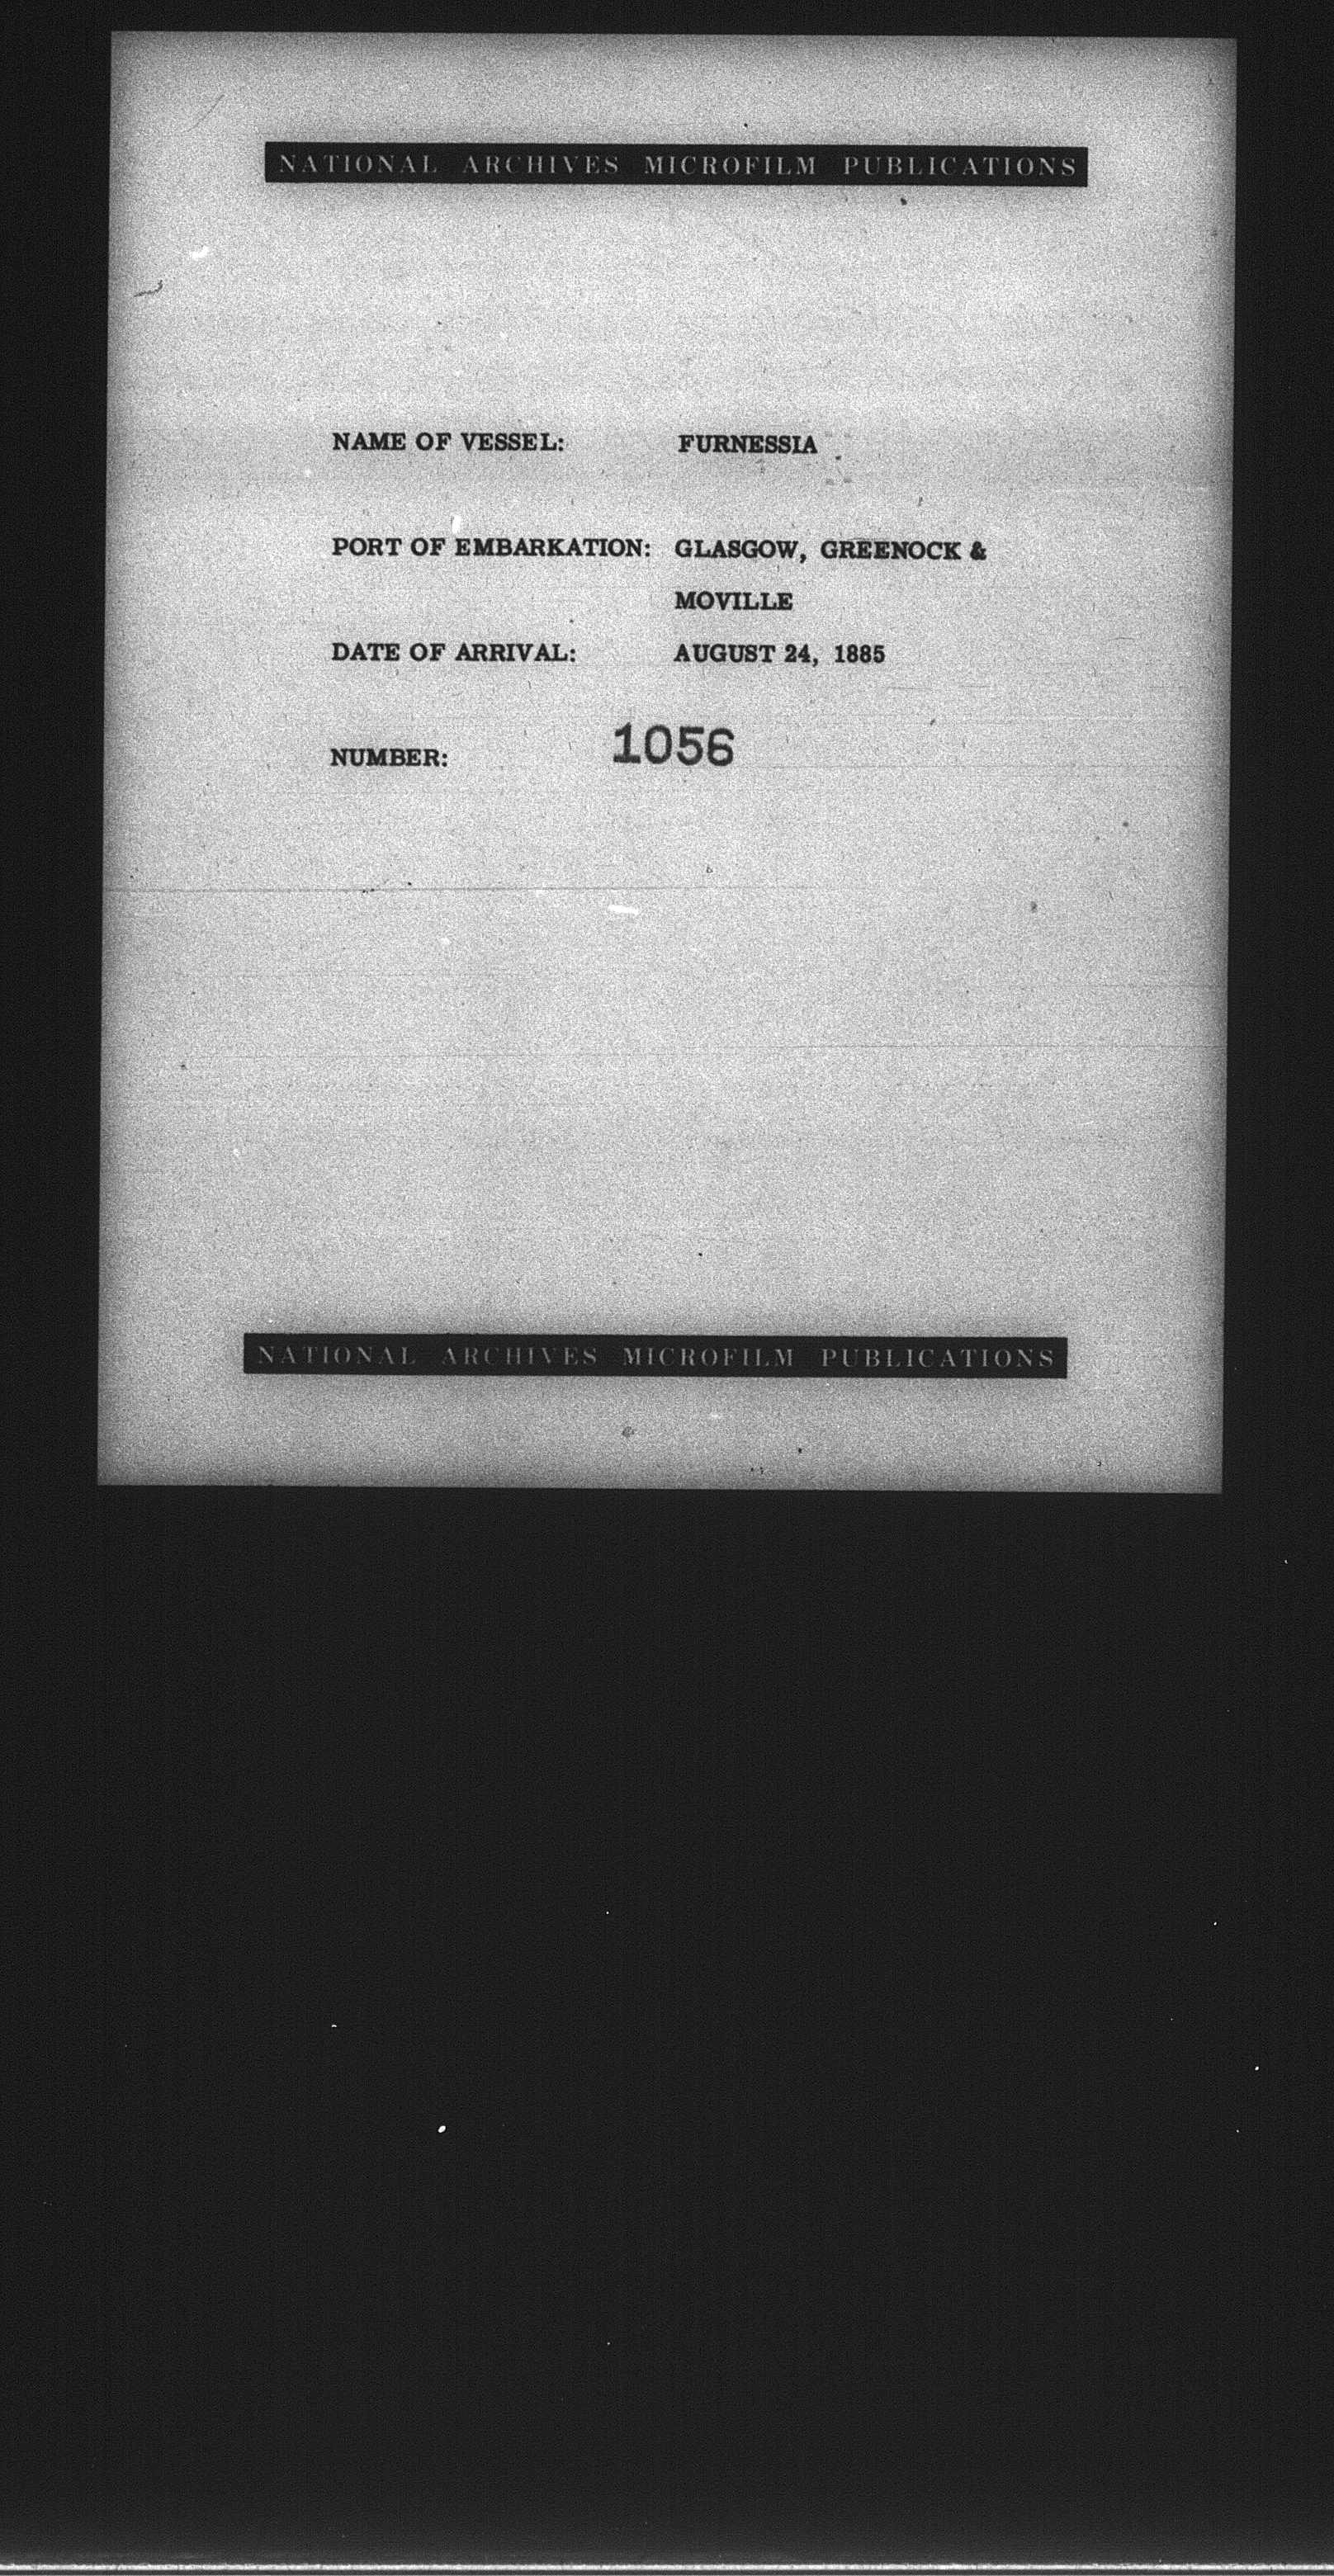 NATIONAL ARCHIVES MICROFILM PUBLICATIONS
NAME OF VESSEL: FURNESSIA
PORT OF EMBARKATION: GLASGOW, GREENOCK &
MOVILLE
DATE OF ARRIVAL: AUGUST 24, 1885
NUMBER: 1056
NATIONAL ARCHIVES MICROFILM PUBLICATIONS